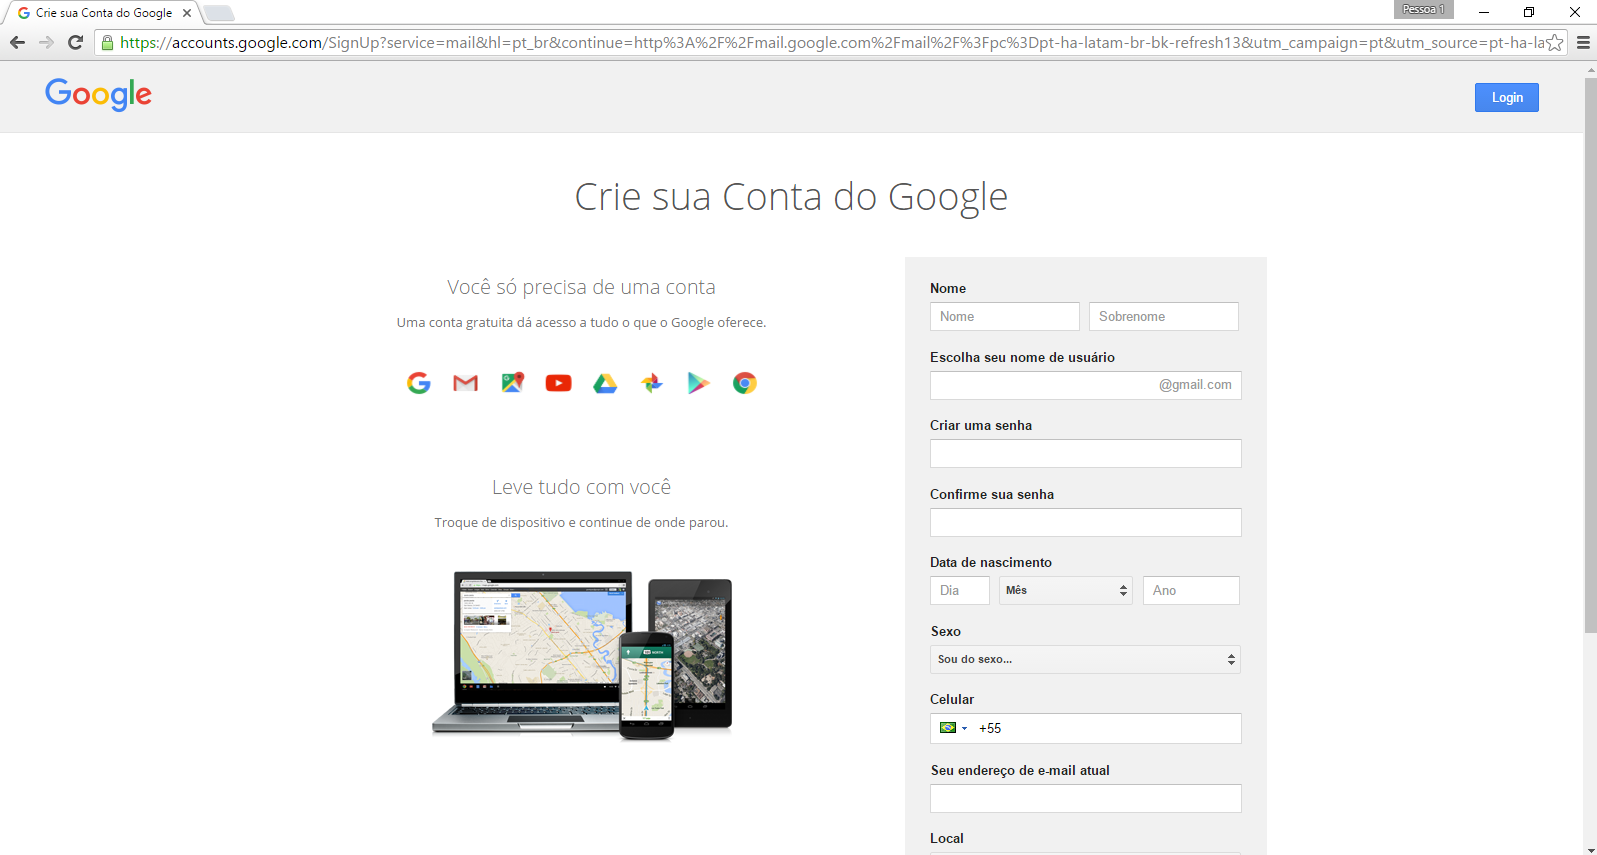 Crie sua Conta do Google
Pessoa 1
https://accounts.google.com/SignUp?service=mail&hl=pt_br&continue=http%3A%2F%2Fmail.google.com%2Fmail%2F%3Fpc%3Dpt-ha-latam-br-bk-refresh13&utm_campaign=pt&utm_source=pt-ha-la
Google
Login
Crie sua Conta do Google
Você só precisa de uma conta
Uma conta gratuita dá acesso a tudo o que o Google oferece.
Leve tudo com você
Troque de dispositivo e continue de onde parou.
Nome
Nome Sobrenome
Escolha seu nome de usuário
@gmail.com
Criar uma senha
Confirme sua senha
Data de nascimento
Dia Mês Ano
Sexo
Sou do sexo...
Celular
+55
Seu endereço de e-mail atual
Local